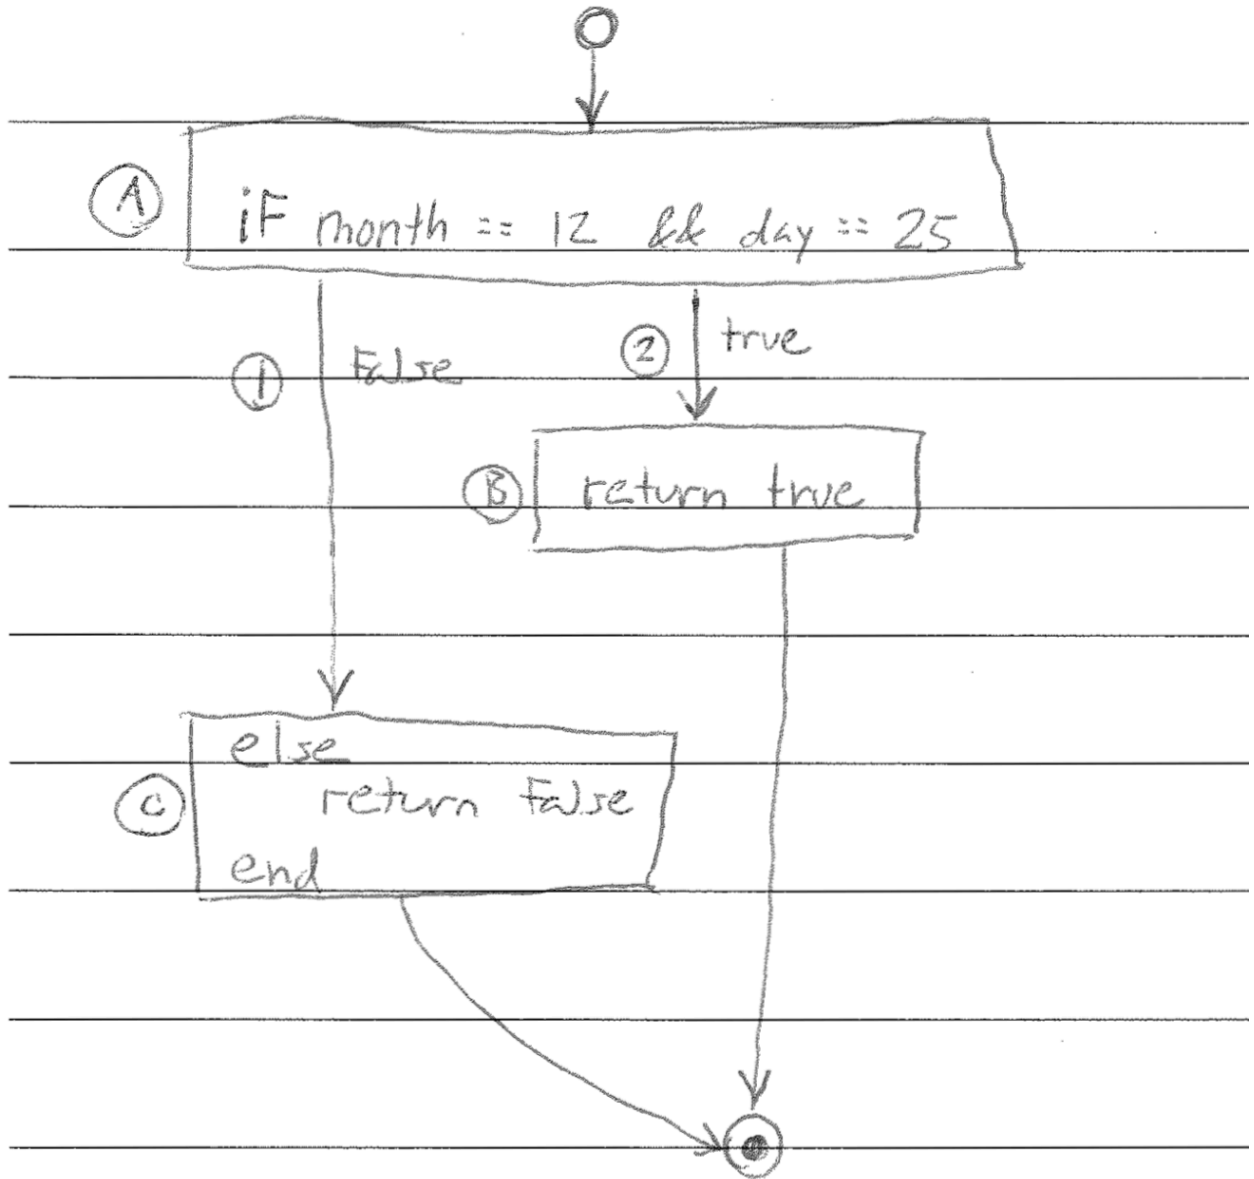 A
iF month == 12 && day == 25
1
False
2
true
B
return true
C
else
return False
end